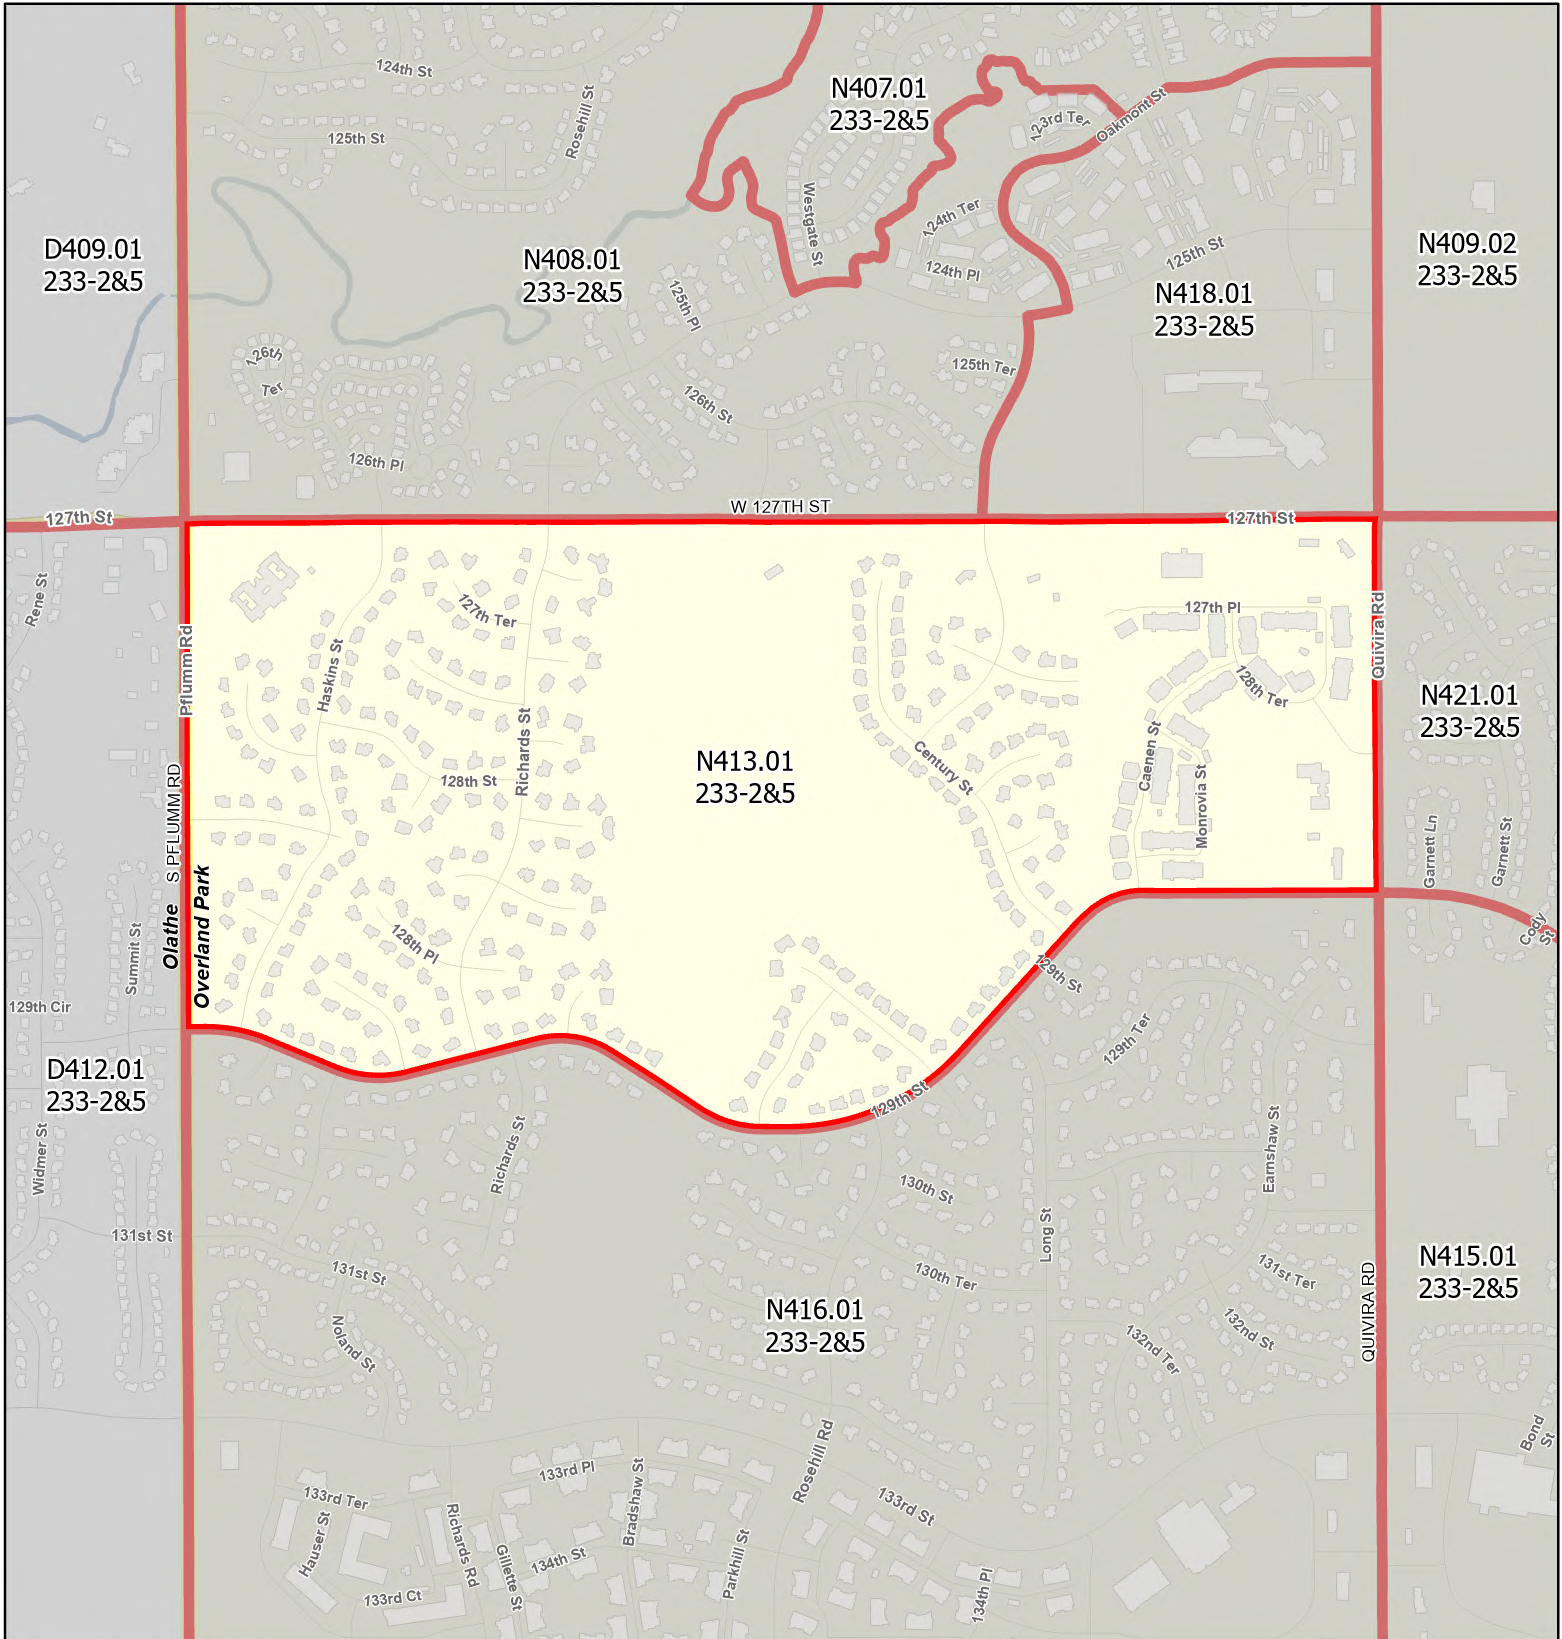 124th St
125th St
Rosehill St
N407.01
233-2&5
123rd Ter
Oakmont St
Westgate St
124th Ter
124th Pl
125th St
D409.01
233-2&5
N408.01
233-2&5
N418.01
233-2&5
N409.02
233-2&5
125th Pl
126th
Ter
125th Ter
126th St
126th Pl
127th St
W 127TH ST
127th St
Rene St
Pflumm Rd
127th Ter
Haskins St
Richards St
127th Pl
Quivira Rd
128th Ter
N413.01
233-2&5
N421.01
233-2&5
Century St
Caenen St
Monrovia St
128th St
S PFLUMM RD
Garnett Ln
Garnett St
Olathe
Overland Park
Summit St
128th Pl
Cody
St
129th St
129th Cir
129th Ter
D412.01
233-2&5
129th St
Widmer St
Richards St
Earnshaw St
130th St
131st St
Long St
131st St
130th Ter
131st Ter
N415.01
233-2&5
N416.01
233-2&5
QUIVIRA RD
Noland St
132nd Ter
132nd St
Bond
St
133rd Pl
Rosehill Rd
133rd Ter
Bradshaw St
133rd St
Hauser St
Richards Rd
Gillette St
134th St
Parkhill St
134th Pl
133rd Ct